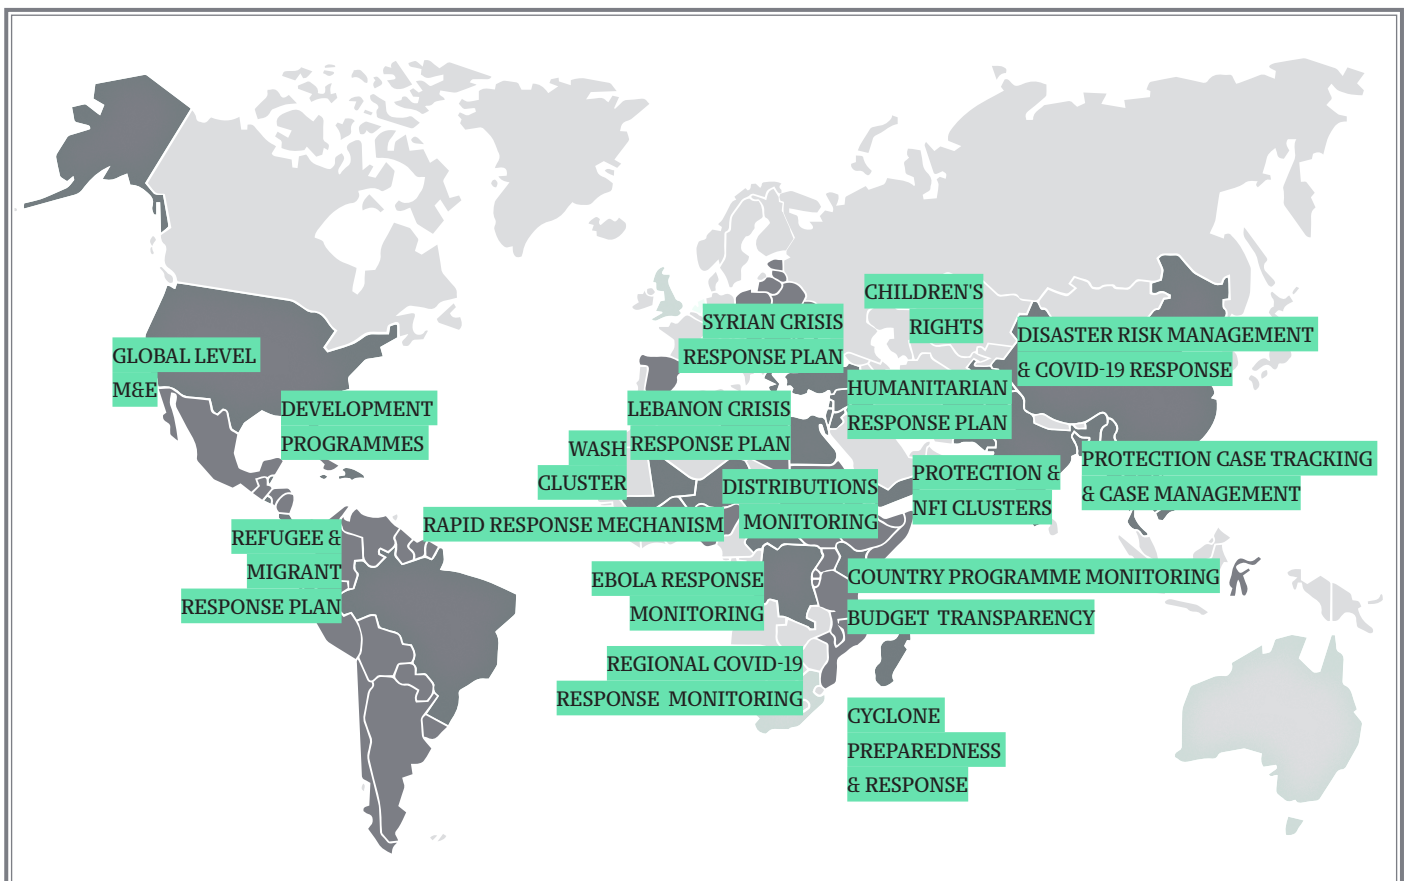 CHILDREN'S
RIGHTS
SYRIAN CRISIS
RESPONSE PLAN
DISASTER RISK MANAGEMENT
& COVID-19 RESPONSE
GLOBAL LEVEL
M&E
HUMANITARIAN
RESPONSE PLAN
DEVELOPMENT
PROGRAMMES
LEBANON CRISIS
RESPONSE PLAN
WASH
CLUSTER
PROTECTION CASE TRACKING
& CASE MANAGEMENT
PROTECTION &
NFI CLUSTERS
DISTRIBUTIONS
MONITORING
RAPID RESPONSE MECHANISM
REFUGEE &
MIGRANT
RESPONSE PLAN
EBOLA RESPONSE
MONITORING
COUNTRY PROGRAMME MONITORING
BUDGET TRANSPARENCY
REGIONAL COVID-19
RESPONSE MONITORING
CYCLONE
PREPAREDNESS
& RESPONSE